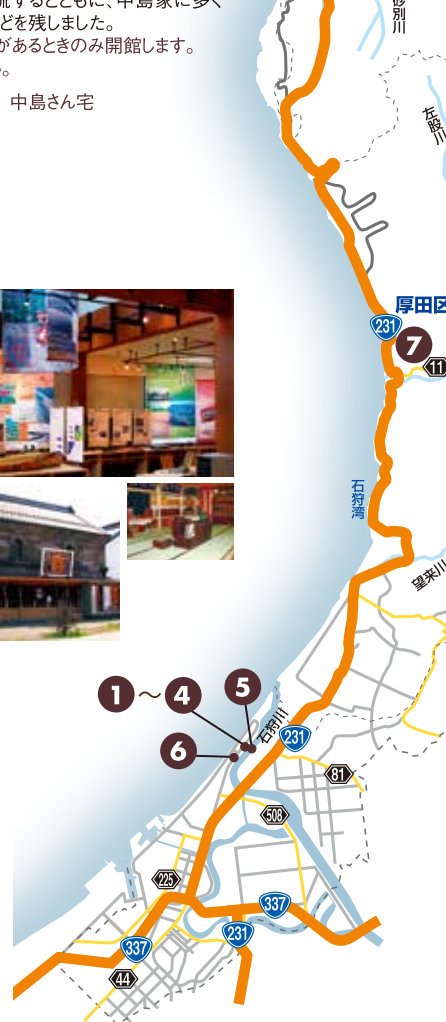 流するとともに、中島家に多く
どを残しました。
があるときのみ開館します。
い。
中島さん宅
砂別川
左股川
厚田区
231
7
11
石狩湾
望来川
1 〜 4 5
石狩川
6
231
81
508
225
337
337
231
44